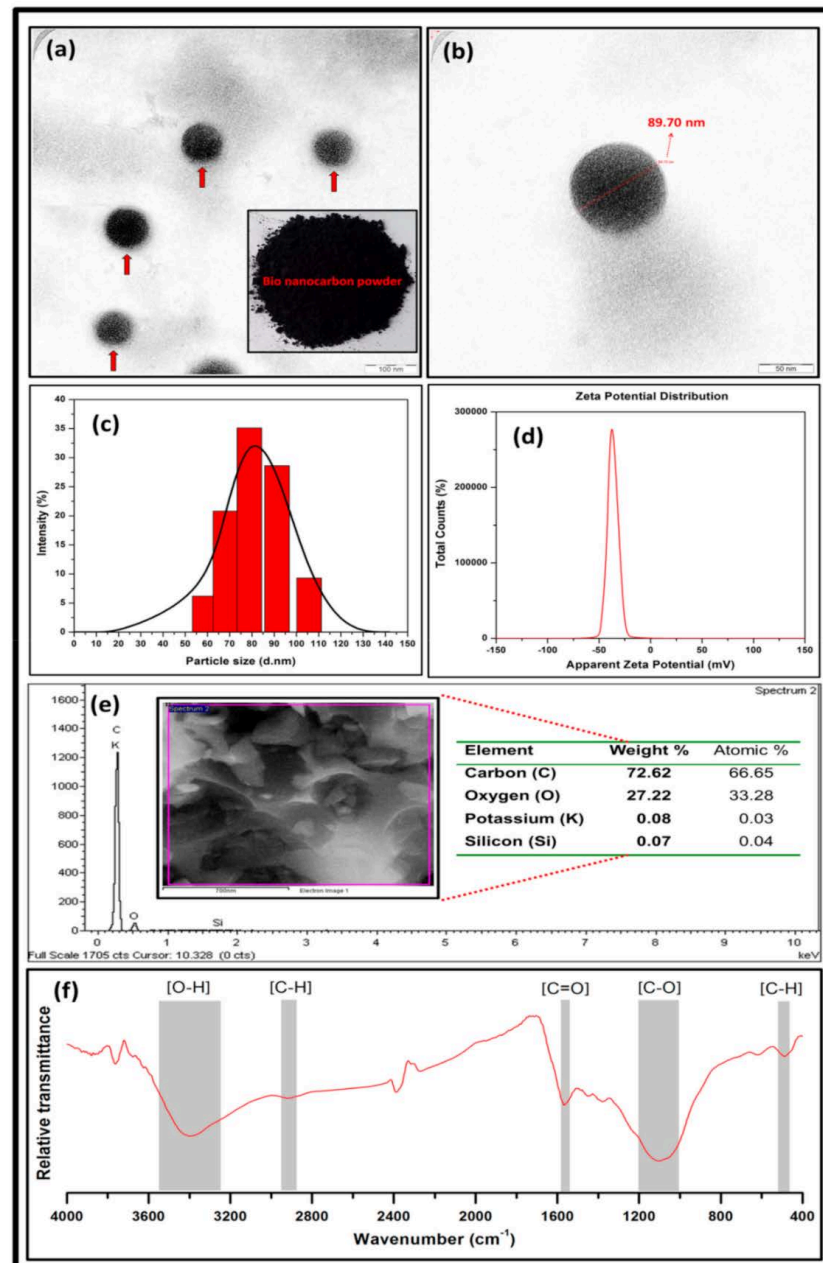 (a)
Bio nanocarbon powder
100 nm
(b)
89.70 nm
50 nm
(c)
Intensity (%)
40
35
30
25
20
15
10
5
0
0 10 20 30 40 50 60 70 80 90 100 110 120 130 140 150
Particle size (d.nm)
Zeta Potential Distribution
(d)
Total Counts (%)
300000
200000
100000
0
-150 -100 -50 0 50 100 150
Apparent Zeta Potential (mV)
(e)
Spectrum 2
1600
1400
1200
1000
800
600
400
200
0
C
K
O
Si
0 1 2 3 4 5 6 7 8 9 10
keV
Full Scale 1705 cts Cursor: 10.328 (0 cts)
Spectrum 2
700nm
Electron Image 1
Element Weight % Atomic %
Carbon (C) 72.62 66.65
Oxygen (O) 27.22 33.28
Potassium (K) 0.08 0.03
Silicon (Si) 0.07 0.04
(f)
[O-H] [C-H] [C=O] [C-O] [C-H]
Relative transmittance
4000 3600 3200 2800 2400 2000 1600 1200 800 400
Wavenumber (cm⁻¹)